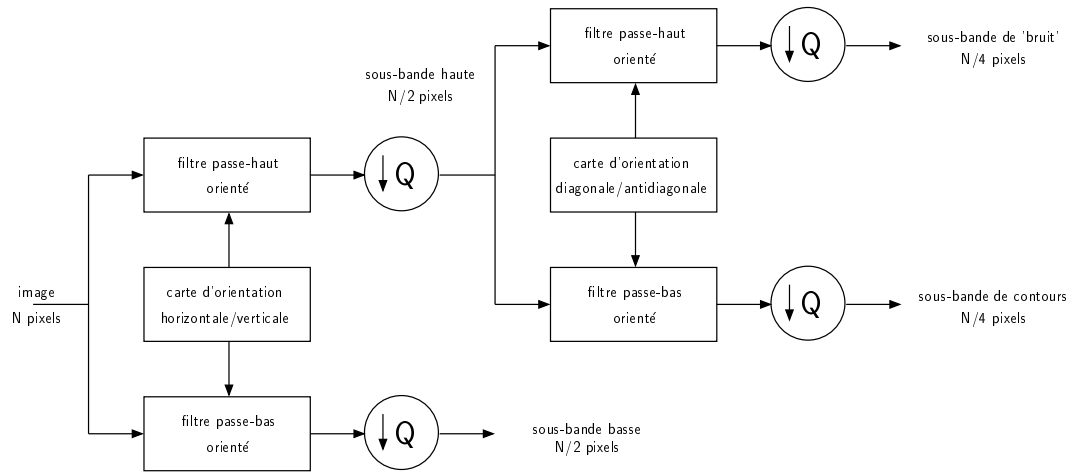 image
N pixels
filtre passe-haut
orienté
carte d'orientation
horizontale/verticale
filtre passe-bas
orienté
↓Q
↓Q
sous-bande haute
N/2 pixels
sous-bande basse
N/2 pixels
filtre passe-haut
orienté
carte d'orientation
diagonale/antidiagonale
filtre passe-bas
orienté
↓Q
↓Q
sous-bande de 'bruit'
N/4 pixels
sous-bande de contours
N/4 pixels